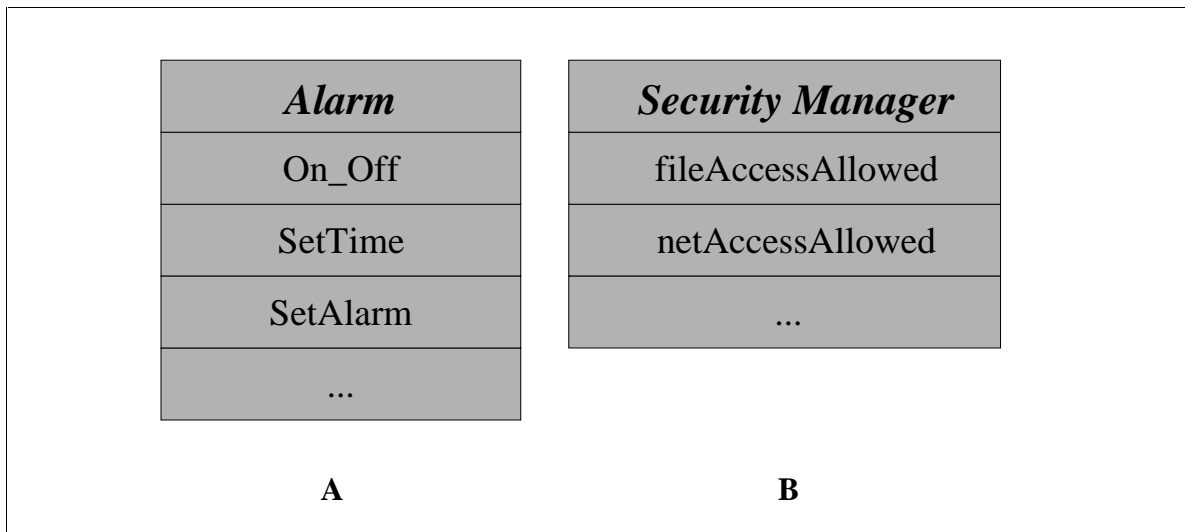 Alarm
On_Off
SetTime
SetAlarm
...
A
Security Manager
fileAccessAllowed
netAccessAllowed
...
B